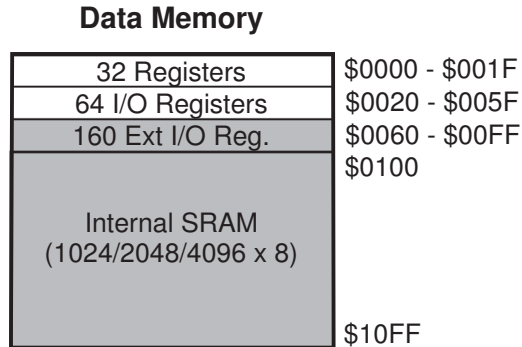 Data Memory
32 Registers $0000 - $001F
64 I/O Registers $0020 - $005F
160 Ext I/O Reg. $0060 - $00FF
$0100
Internal SRAM
(1024/2048/4096 x 8)
$10FF